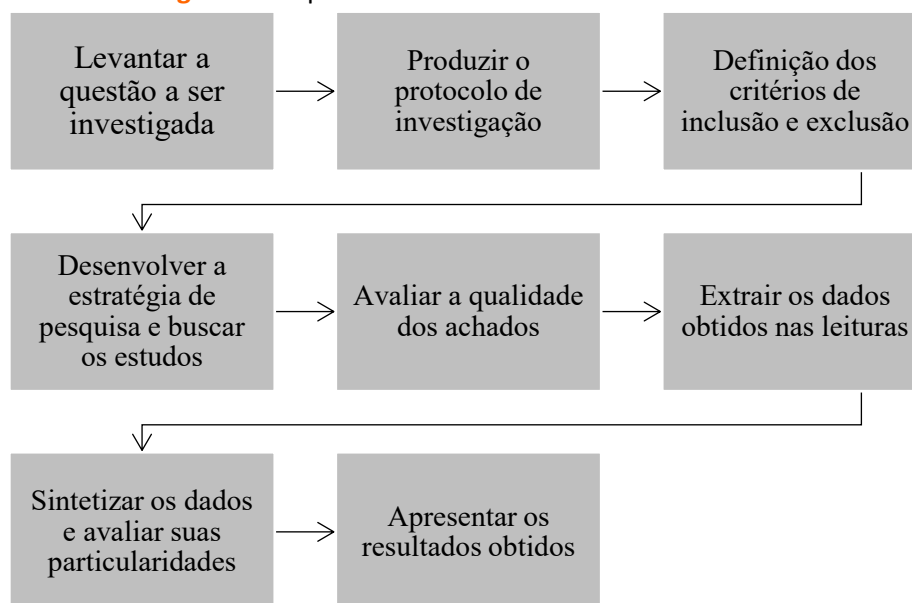 Levantar a
questão a ser
investigada
Produzir o
protocolo de
investigação
Definição dos
critérios de
inclusão e exclusão
Desenvolver a
estratégia de
pesquisa e buscar
os estudos
Avaliar a qualidade
dos achados
Extrair os dados
obtidos nas leituras
Sintetizar os dados
e avaliar suas
particularidades
Apresentar os
resultados obtidos